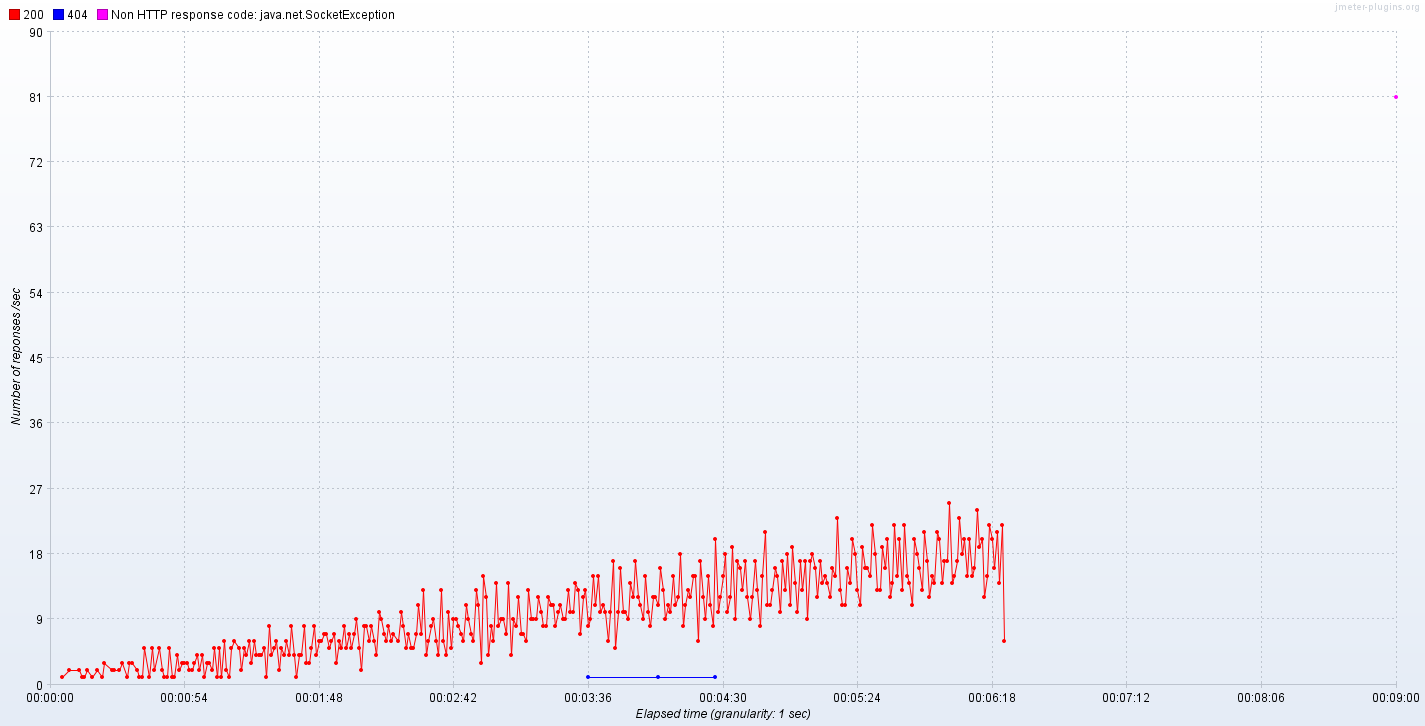 200 404 Non HTTP response code: java.net.SocketException
jmeter-plugins.org
90
81
72
63
54
45
36
27
18
9
0
Number of reponses /sec
00:00:00 00:00:54 00:01:48 00:02:42 00:03:36 00:04:30 00:05:24 00:06:18 00:07:12 00:08:06 00:09:00
Elapsed time (granularity: 1 sec)